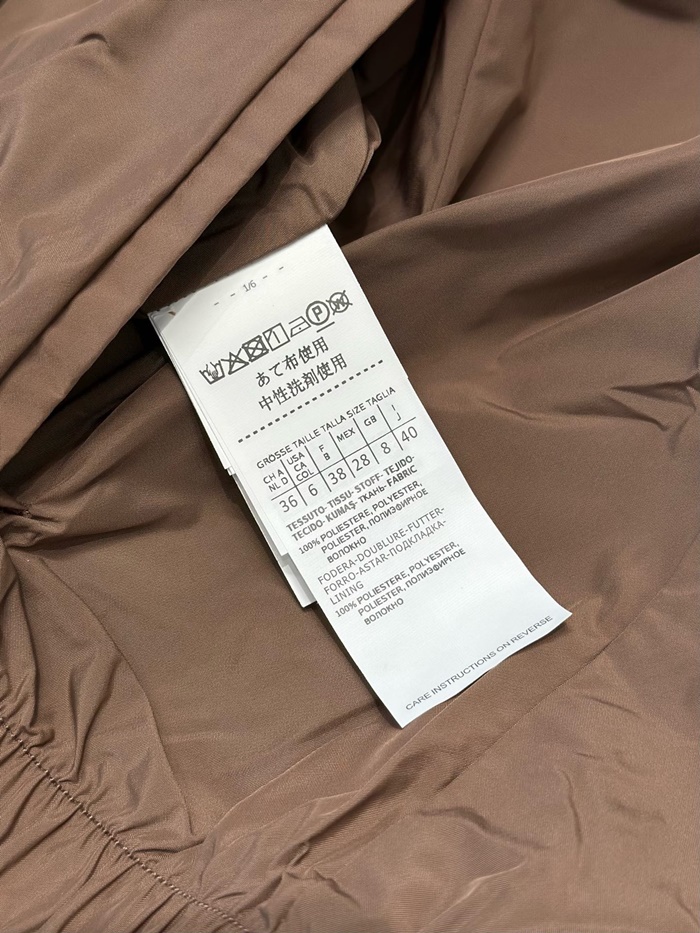 - - 1/6 - -
P W
あて布使用
中性洗剤使用
GRÖSSE TAILLE TALLA SIZE TAGLIA
CH A NL D
USA CA COL
F B
MEX
GB
I J
36 6 38 28 8 40
TESSUTO- TISSU- STOFF- TEJIDO-
TECIDO- KUMAŞ- ТКАНЬ- FABRIC
100% POLIESTERE, POLYESTER,
POLIESTER, ПОЛИЭФИРНОЕ
ВОЛОКНО
FODERA-DOUBLURE-FUTTER-
FORRO-ASTAR-ПОДКЛАДКА-
LINING
100% POLIESTERE, POLYESTER,
POLIESTER, ПОЛИЭФИРНОЕ
ВОЛОКНО
CARE INSTRUCTIONS ON REVERSE